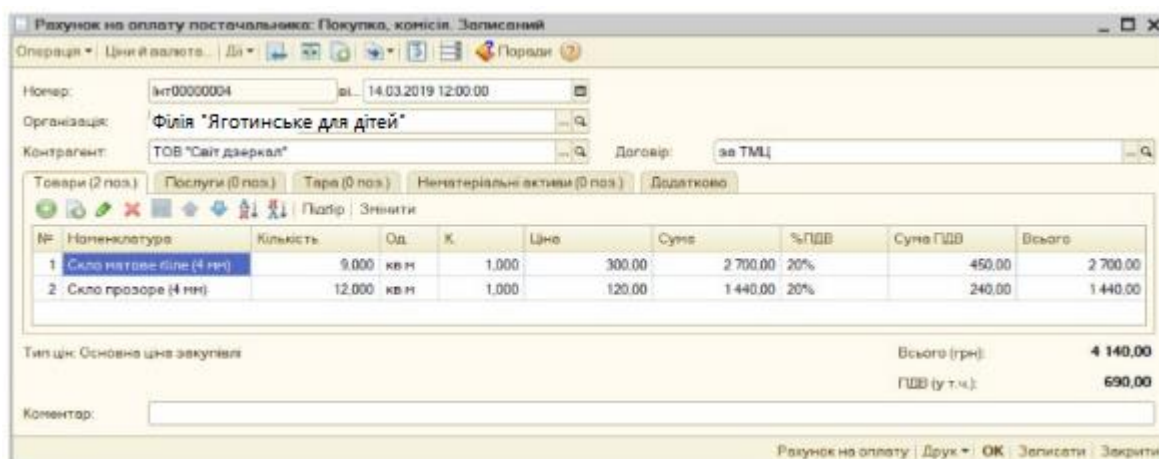 Рахунок на оплату постачальника: Покупка, комісія. Записаний
Операція Ціни й валюта... Дії Поради
Номер: Інт00000004 ві... 14.03.2019 12:00:00
Організація: Філія "Яготинське для дітей"
Контрагент: ТОВ "Світ дзеркал" Договір: за ТМЦ
Товари (2 поз.) Послуги (0 поз.) Тара (0 поз.) Нематеріальні активи (0 поз.) Додатково
Підбір Змінити
№ Номенклатура Кількість Од. К. Ціна Сума %ПДВ Сума ПДВ Всього
1 Скло матове біле (4 мм) 9,000 кв м 1,000 300,00 2 700,00 20% 450,00 2 700,00
2 Скло прозоре (4 мм) 12,000 кв м 1,000 120,00 1 440,00 20% 240,00 1 440,00
Тип цін: Основна ціна закупівлі Всього (грн): 4 140,00
ПДВ (у т.ч.): 690,00
Коментар:
Рахунок на оплату Друк OK Записати Закрити